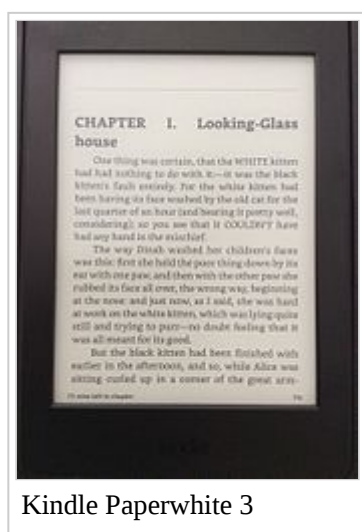 CHAPTER I. Looking-Glass
house
One thing was certain, that the WHITE kitten
had had nothing to do with it:—it was the black
kitten's fault entirely. For the white kitten had
been having its face washed by the old cat for the
last quarter of an hour (and bearing it pretty well,
considering); so you see that it COULDN'T have
had any hand in the mischief.
The way Dinah washed her children's faces
was this: first she held the poor thing down by its
ear with one paw, and then with the other paw she
rubbed its face all over, the wrong way, beginning
at the nose: and just now, as I said, she was hard
at work on the white kitten, which was lying quite
still and trying to purr—no doubt feeling that it
was all meant for its good.
But the black kitten had been finished with
earlier in the afternoon, and so, while Alice was
sitting curled up in a corner of the great arm-
mins left in chapter
Kindle Paperwhite 3